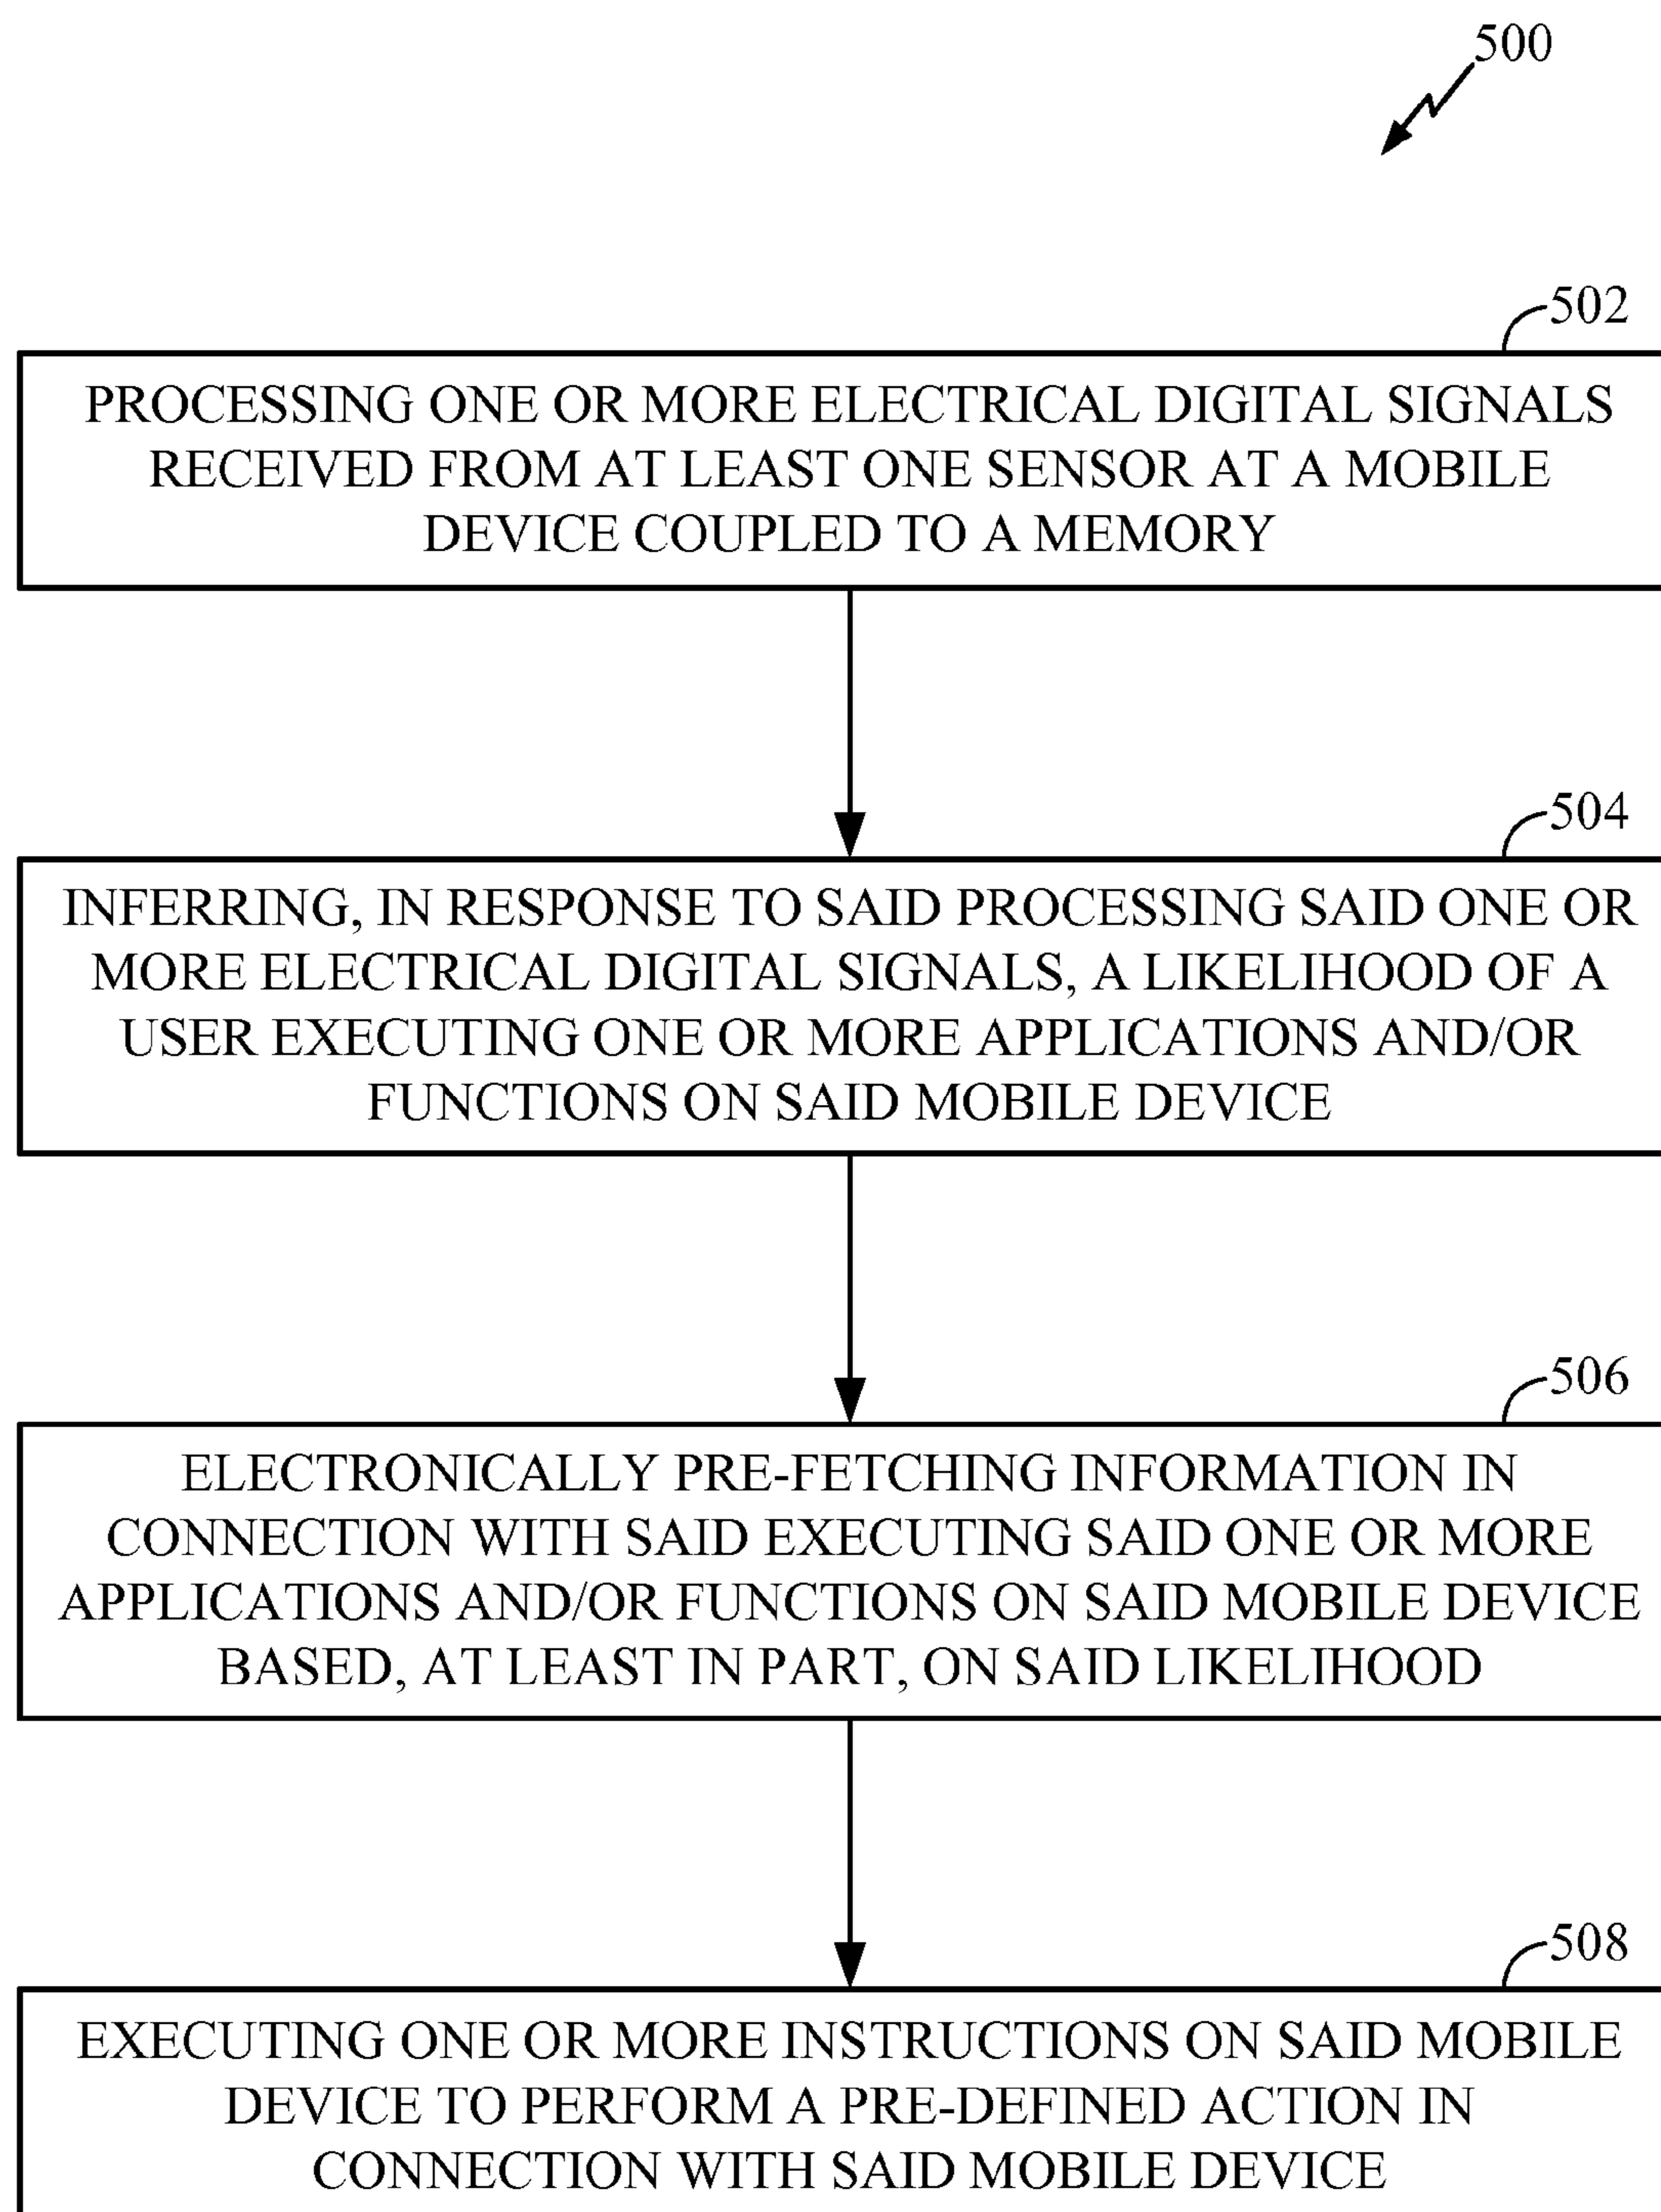 500
502
PROCESSING ONE OR MORE ELECTRICAL DIGITAL SIGNALS
RECEIVED FROM AT LEAST ONE SENSOR AT A MOBILE
DEVICE COUPLED TO A MEMORY
504
INFERRING, IN RESPONSE TO SAID PROCESSING SAID ONE OR
MORE ELECTRICAL DIGITAL SIGNALS, A LIKELIHOOD OF A
USER EXECUTING ONE OR MORE APPLICATIONS AND/OR
FUNCTIONS ON SAID MOBILE DEVICE
506
ELECTRONICALLY PRE-FETCHING INFORMATION IN
CONNECTION WITH SAID EXECUTING SAID ONE OR MORE
APPLICATIONS AND/OR FUNCTIONS ON SAID MOBILE DEVICE
BASED, AT LEAST IN PART, ON SAID LIKELIHOOD
508
EXECUTING ONE OR MORE INSTRUCTIONS ON SAID MOBILE
DEVICE TO PERFORM A PRE-DEFINED ACTION IN
CONNECTION WITH SAID MOBILE DEVICE